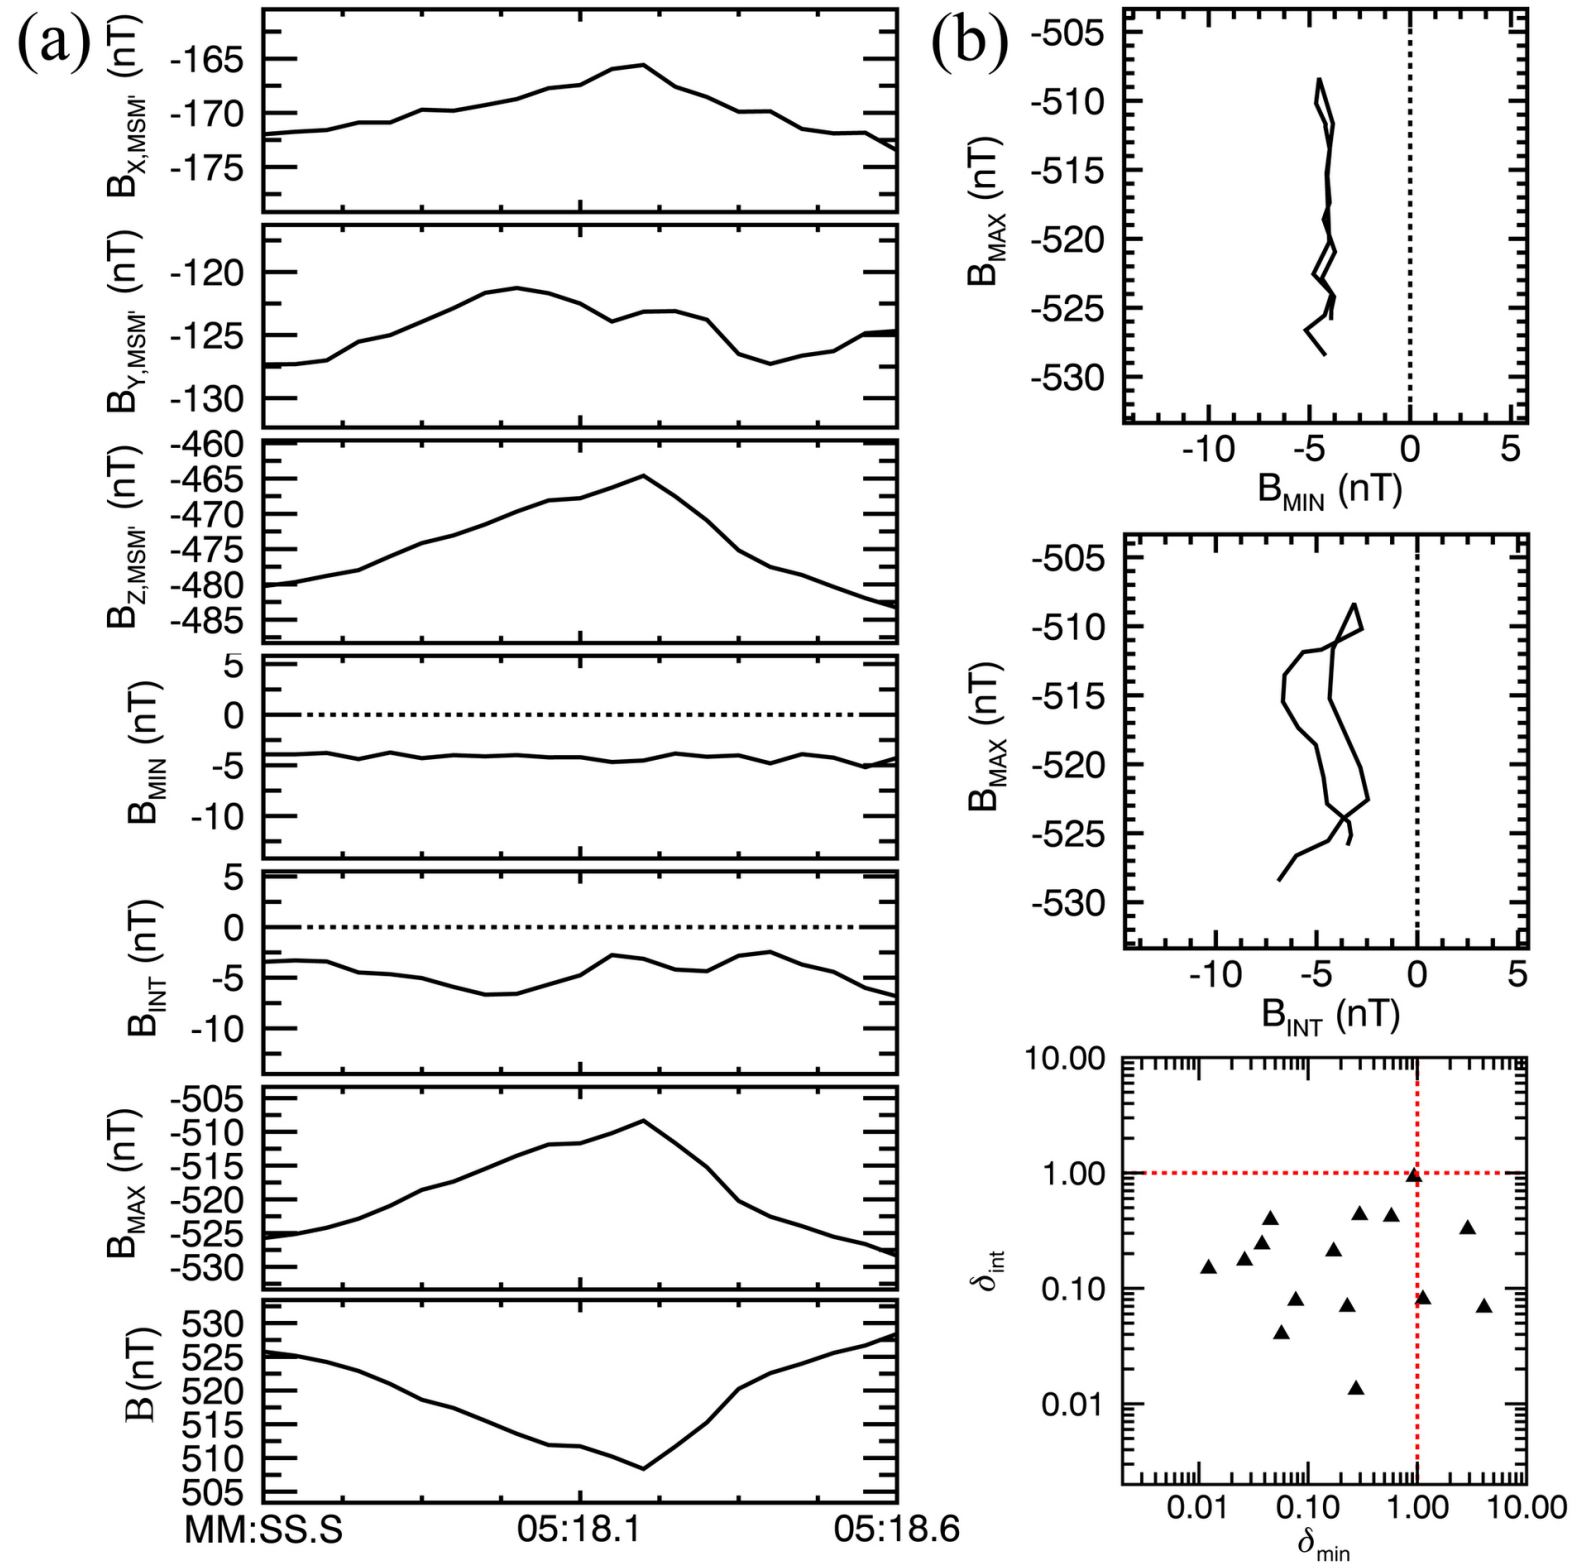 (a)
B_X,MSM' (nT)
-165
-170
-175
B_Y,MSM' (nT)
-120
-125
-130
B_Z,MSM' (nT)
-460
-465
-470
-475
-480
-485
B_MIN (nT)
5
0
-5
-10
B_INT (nT)
5
0
-5
-10
B_MAX (nT)
-505
-510
-515
-520
-525
-530
B (nT)
530
525
520
515
510
505
MM:SS.S 05:18.1 05:18.6
(b)
B_MAX (nT)
-505
-510
-515
-520
-525
-530
-10 -5 0 5
B_MIN (nT)
B_MAX (nT)
-505
-510
-515
-520
-525
-530
-10 -5 0 5
B_INT (nT)
δ_int
10.00
1.00
0.10
0.01
0.01 0.10 1.00 10.00
δ_min